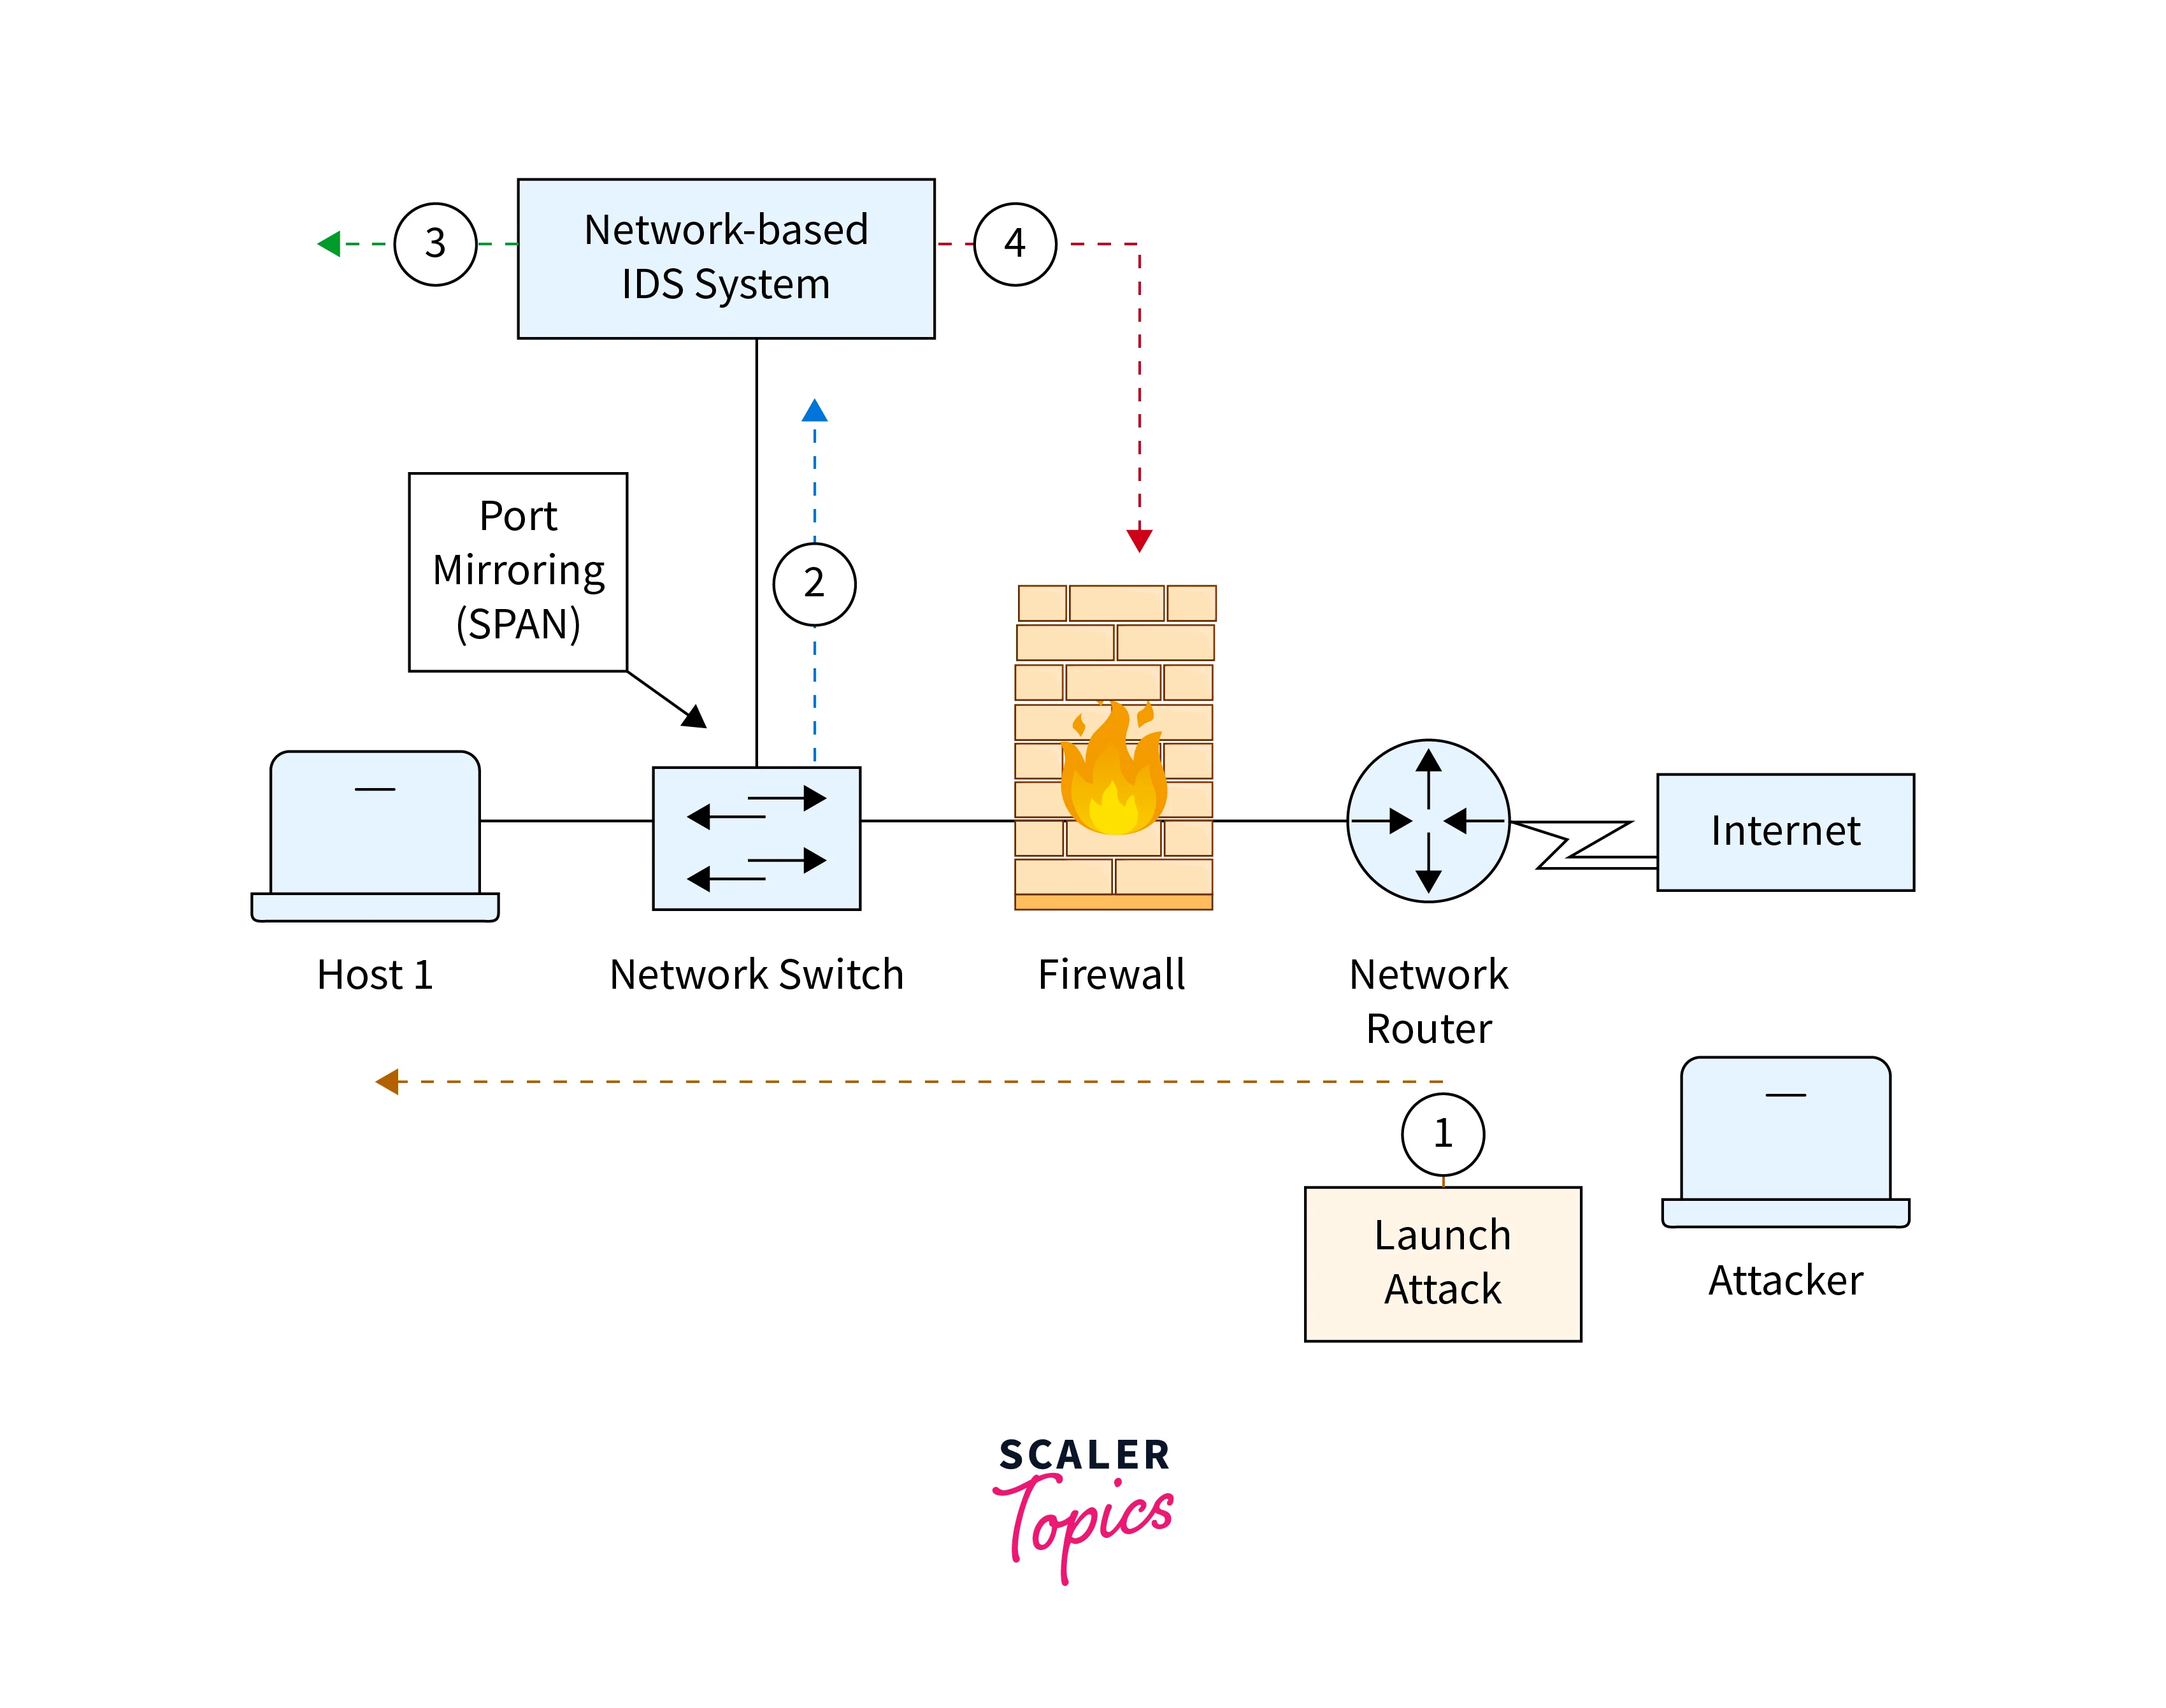 3
Network-based
IDS System
4
Port
Mirroring
(SPAN)
2
Internet
Host 1
Network Switch
Firewall
Network
Router
1
Launch
Attack
Attacker
SCALER
Topics